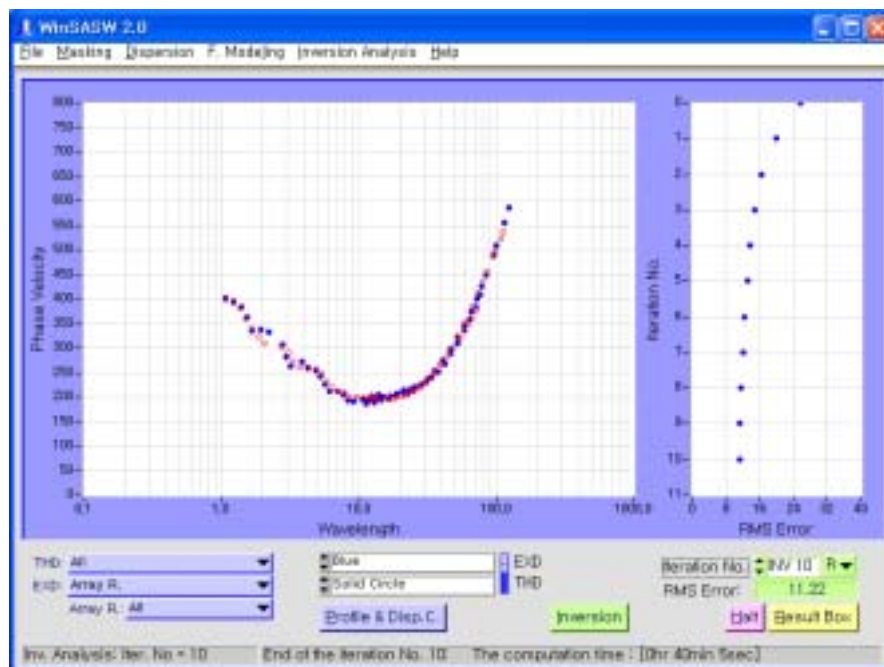 WinSASW 2.0
File Masking Dispersion F. Modeling Inversion Analysis Help
800
750
700
650
600
550
500
450
400
350
300
250
200
150
100
50
0
Phase Velocity
0.1 1.0 10.0 100.0 1000.0
Wavelength
0
1
2
3
4
5
6
7
8
9
10
11
Iteration No.
0 8 16 24 32 40
RMS Error
THD: All
EXD: Array R.
Array R.: All
Blue
Solid Circle
EXD
THD
Profile & Disp. C
Inversion
Iteration No.: INV 10 R
RMS Error: 11.22
Halt Result Box
Inv. Analysis: Iter. No = 10 End of the iteration No. 10 The computation time : [0hr 40min 5sec]